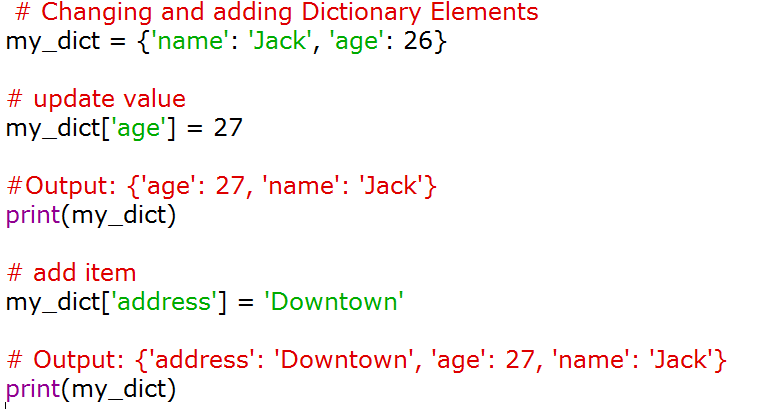 # Changing and adding Dictionary Elements
my_dict = {'name': 'Jack', 'age': 26}
# update value
my_dict['age'] = 27
#Output: {'age': 27, 'name': 'Jack'}
print(my_dict)
# add item
my_dict['address'] = 'Downtown'
# Output: {'address': 'Downtown', 'age': 27, 'name': 'Jack'}
print(my_dict)